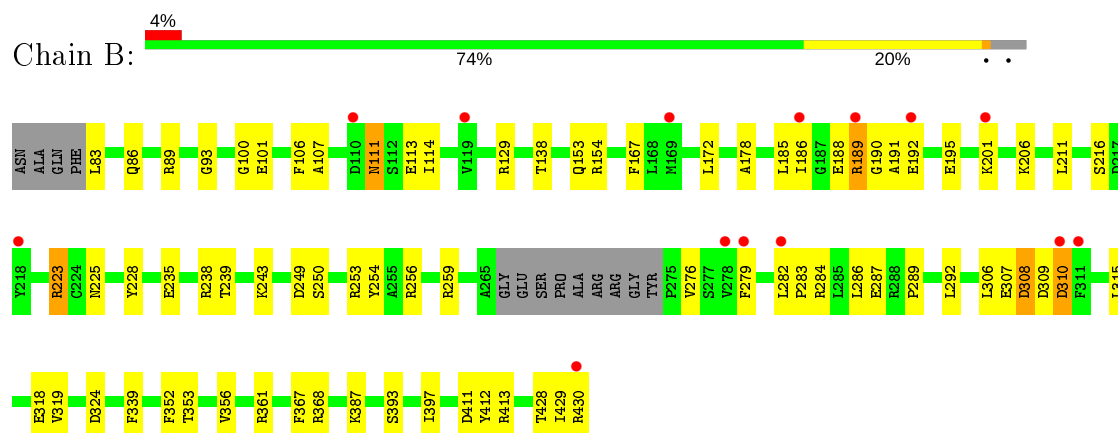 4%
Chain B:
74% 20% • •
ASN ALA GLN PHE L83 Q86 R89 G93 G100 E101 F106 A107 D110 N111 S112 E113 I114 V119 R129 T138 Q153 R154 F167 L168 M169 L172 A178 L185 I186 G187 E188 R189 G190 A191 E192 E195 K201 K206 L211 S216 D217
Y218 R223 C224 N225 Y228 E235 R238 T239 K243 D249 S250 R253 Y254 A255 R256 R259 A265 GLY GLU SER PRO ALA ARG ARG GLY TYR P275 V276 S277 V278 F279 L282 P283 R284 L285 L286 E287 R288 P289 L292 L306 E307 D308 D309 D310 F311 L315
E318 V319 D324 F339 F352 T353 V356 R361 F367 R368 K387 S393 I397 D411 Y412 R413 T428 I429 R430